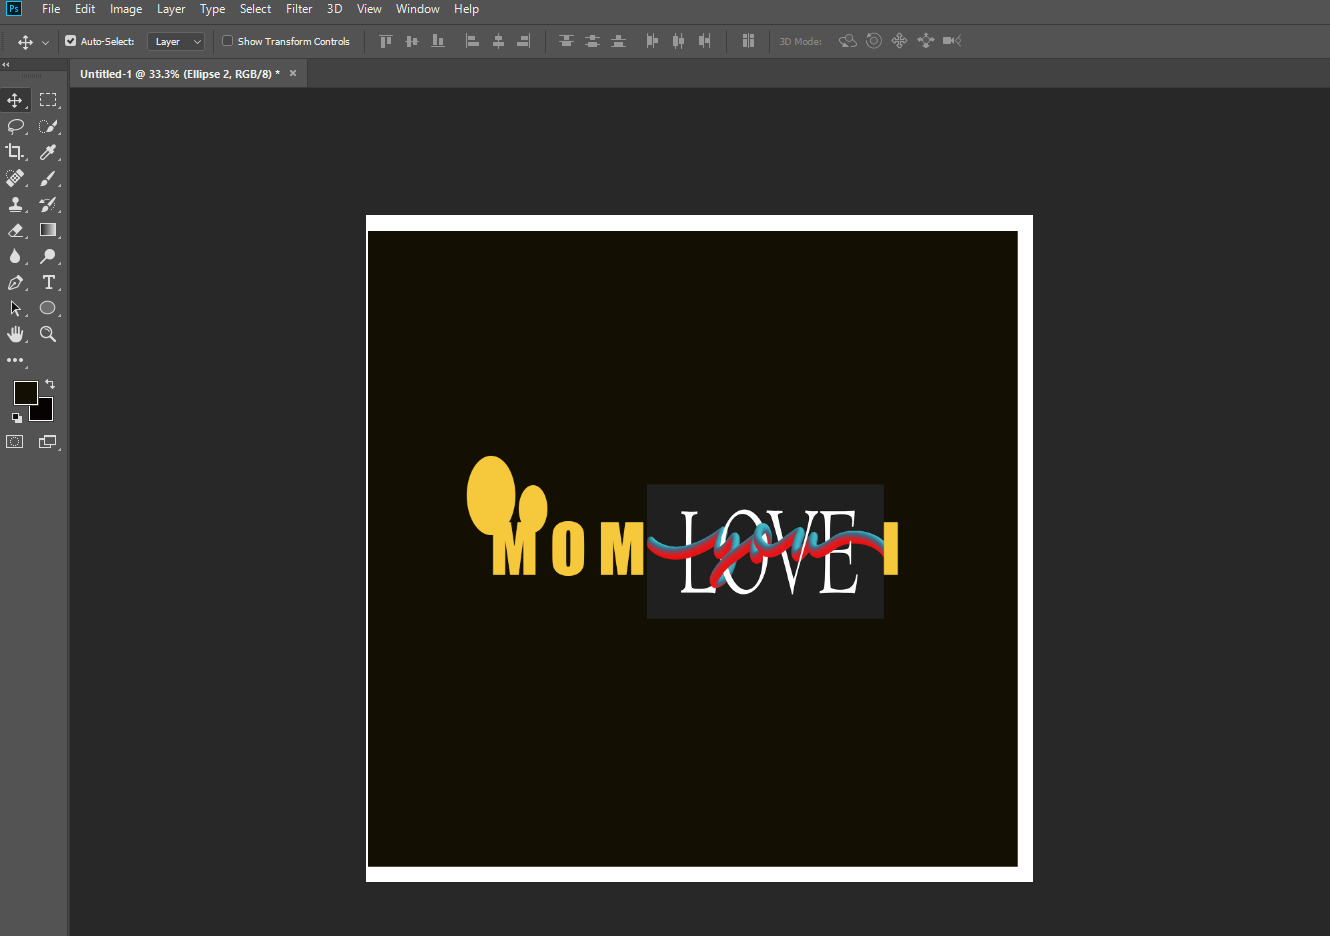 Ps File Edit Image Layer Type Select Filter 3D View Window Help
Auto-Select: Layer Show Transform Controls 3D Mode:
Untitled-1 @ 33.3% (Ellipse 2, RGB/8) * ×
T
MOM LOVE I
you